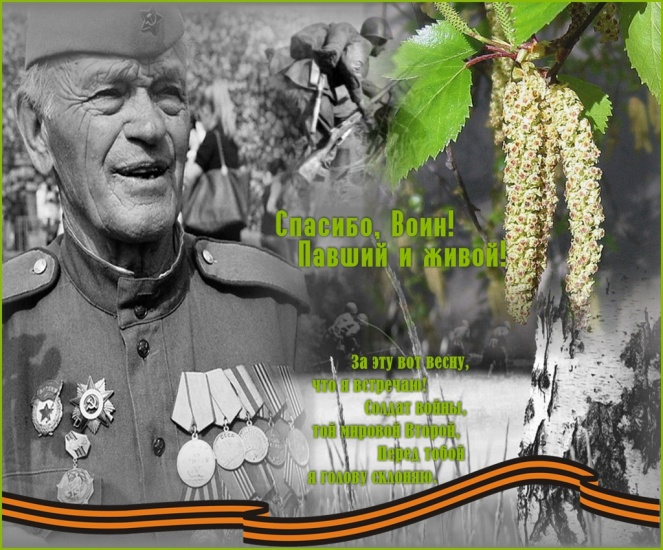 Спасибо, Воин!
Павший и живой!
За эту вот весну,
что я встречаю!
Солдат войны,
той мировой Второй,
Перед тобой
я голову склоняю.